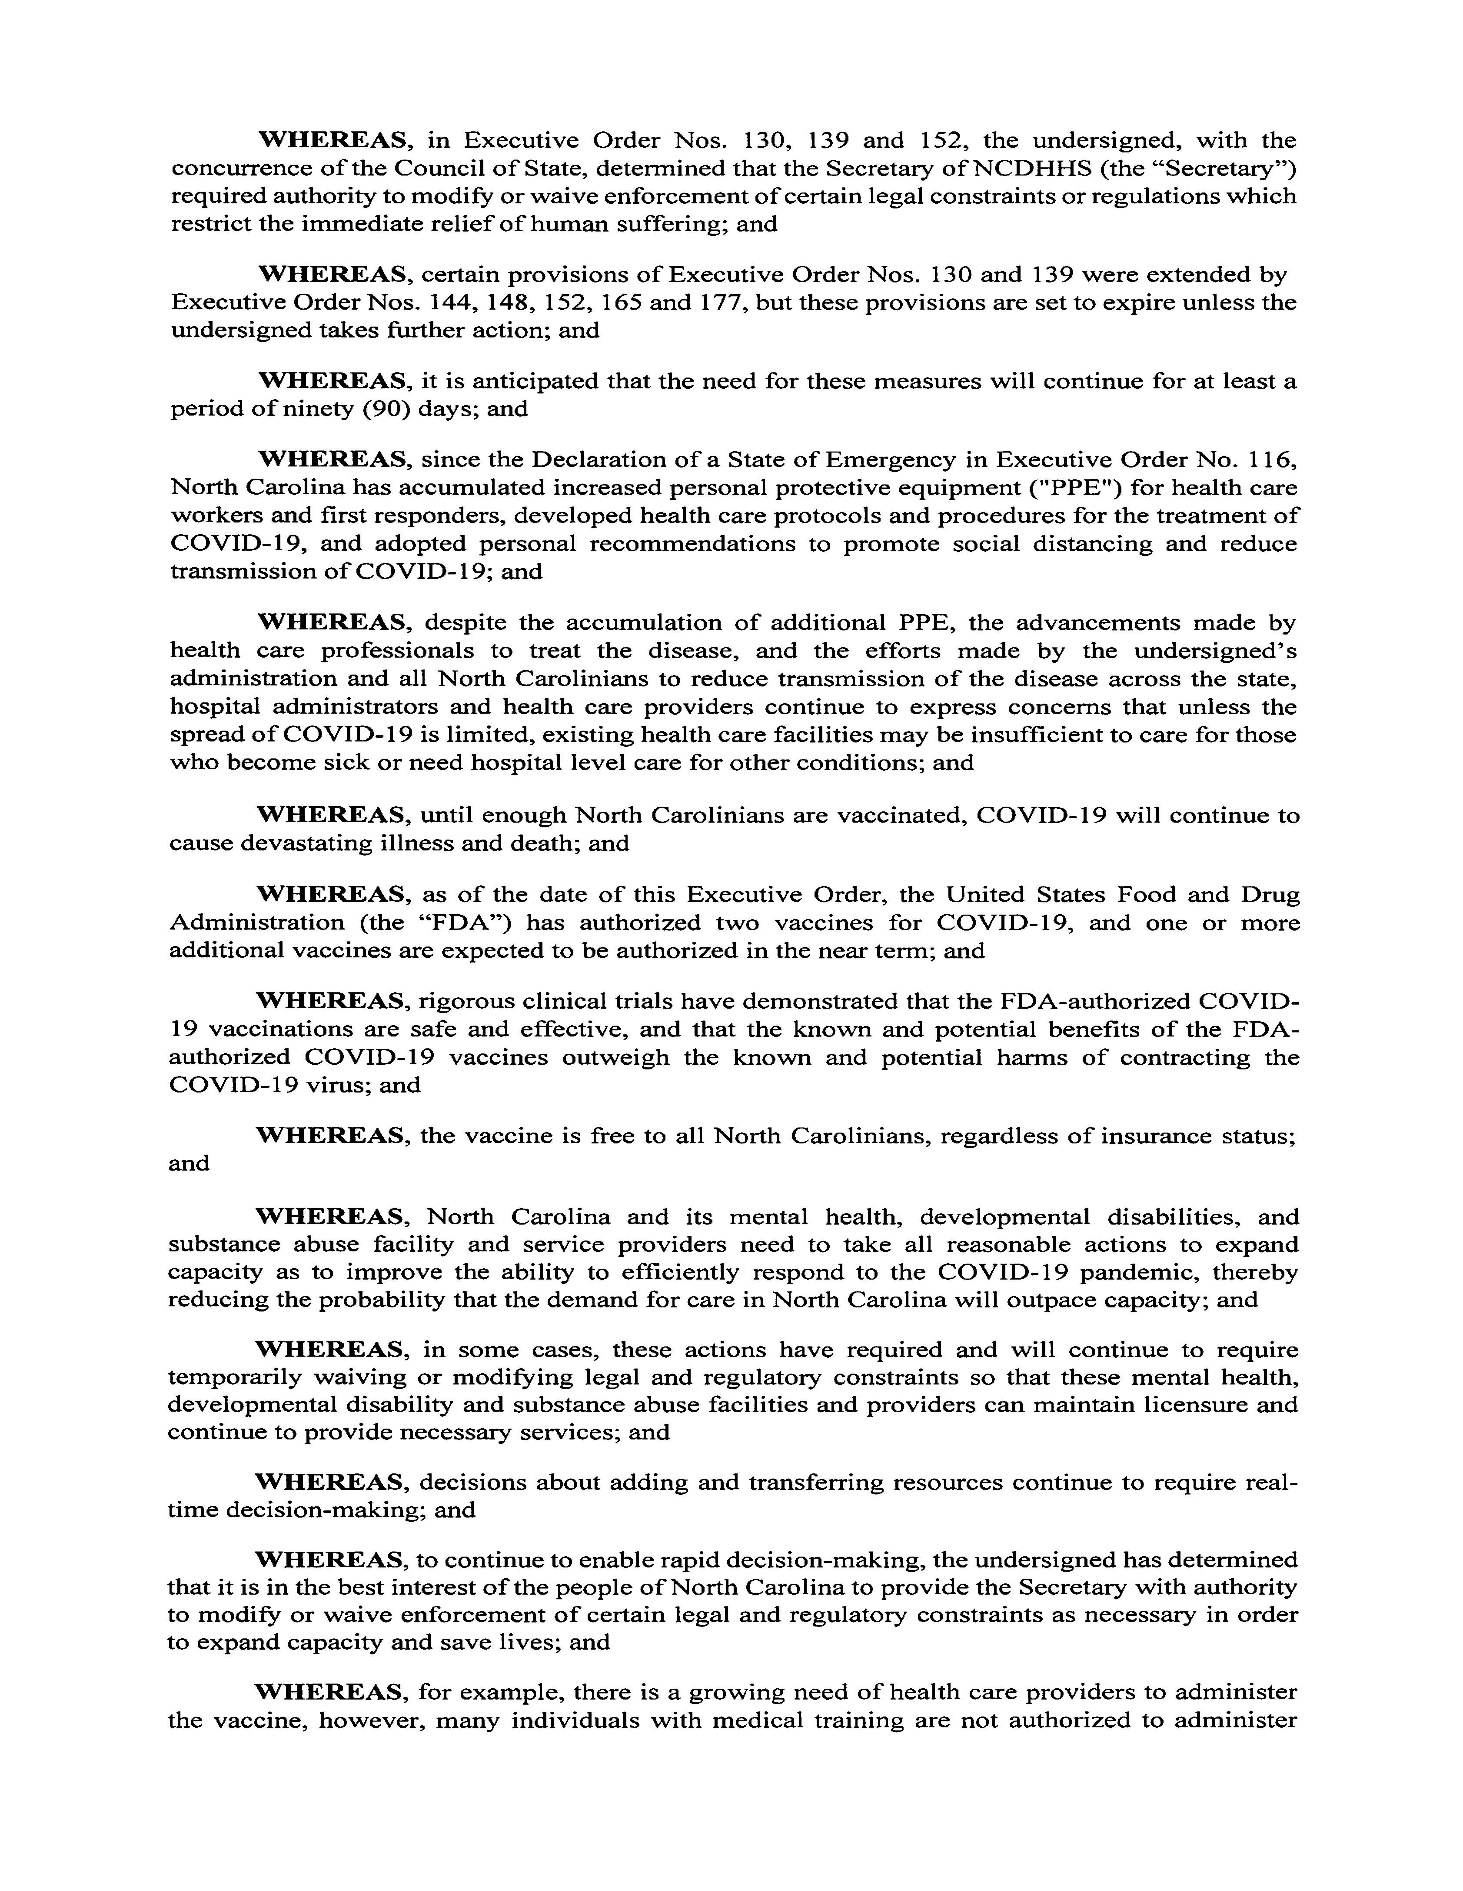 WHEREAS, in Executive Order Nos. 130, 139 and 152, the undersigned, with the
concurrence of the Council of State, determined that the Secretary of NCDHHS (the “Secretary”)
required authority to modify or waive enforcement of certain legal constraints or regulations which
restrict the immediate relief of human suffering; and
WHEREAS, certain provisions of Executive Order Nos. 130 and 139 were extended by
Executive Order Nos. 144, 148, 152, 165 and 177, but these provisions are set to expire unless the
undersigned takes further action; and
WHEREAS, it is anticipated that the need for these measures will continue for at least a
period of ninety (90) days; and
WHEREAS, since the Declaration of a State of Emergency in Executive Order No. 116,
North Carolina has accumulated increased personal protective equipment ("PPE") for health care
workers and first responders, developed health care protocols and procedures for the treatment of
COVID-19, and adopted personal recommendations to promote social distancing and reduce
transmission of COVID-19; and
WHEREAS, despite the accumulation of additional PPE, the advancements made by
health care professionals to treat the disease, and the efforts made by the undersigned’s
administration and all North Carolinians to reduce transmission of the disease across the state,
hospital administrators and health care providers continue to express concerns that unless the
spread of COVID-19 is limited, existing health care facilities may be insufficient to care for those
who become sick or need hospital level care for other conditions; and
WHEREAS, until enough North Carolinians are vaccinated, COVID-19 will continue to
cause devastating illness and death; and
WHEREAS, as of the date of this Executive Order, the United States Food and Drug
Administration (the “FDA”) has authorized two vaccines for COVID-19, and one or more
additional vaccines are expected to be authorized in the near term; and
WHEREAS, rigorous clinical trials have demonstrated that the FDA-authorized COVID-
19 vaccinations are safe and effective, and that the known and potential benefits of the FDA-
authorized COVID-19 vaccines outweigh the known and potential harms of contracting the
COVID-19 virus; and
WHEREAS, the vaccine is free to all North Carolinians, regardless of insurance status;
and
WHEREAS, North Carolina and its mental health, developmental disabilities, and
substance abuse facility and service providers need to take all reasonable actions to expand
capacity as to improve the ability to efficiently respond to the COVID-19 pandemic, thereby
reducing the probability that the demand for care in North Carolina will outpace capacity; and
WHEREAS, in some cases, these actions have required and will continue to require
temporarily waiving or modifying legal and regulatory constraints so that these mental health,
developmental disability and substance abuse facilities and providers can maintain licensure and
continue to provide necessary services; and
WHEREAS, decisions about adding and transferring resources continue to require real-
time decision-making; and
WHEREAS, to continue to enable rapid decision-making, the undersigned has determined
that it is in the best interest of the people of North Carolina to provide the Secretary with authority
to modify or waive enforcement of certain legal and regulatory constraints as necessary in order
to expand capacity and save lives; and
WHEREAS, for example, there is a growing need of health care providers to administer
the vaccine, however, many individuals with medical training are not authorized to administer